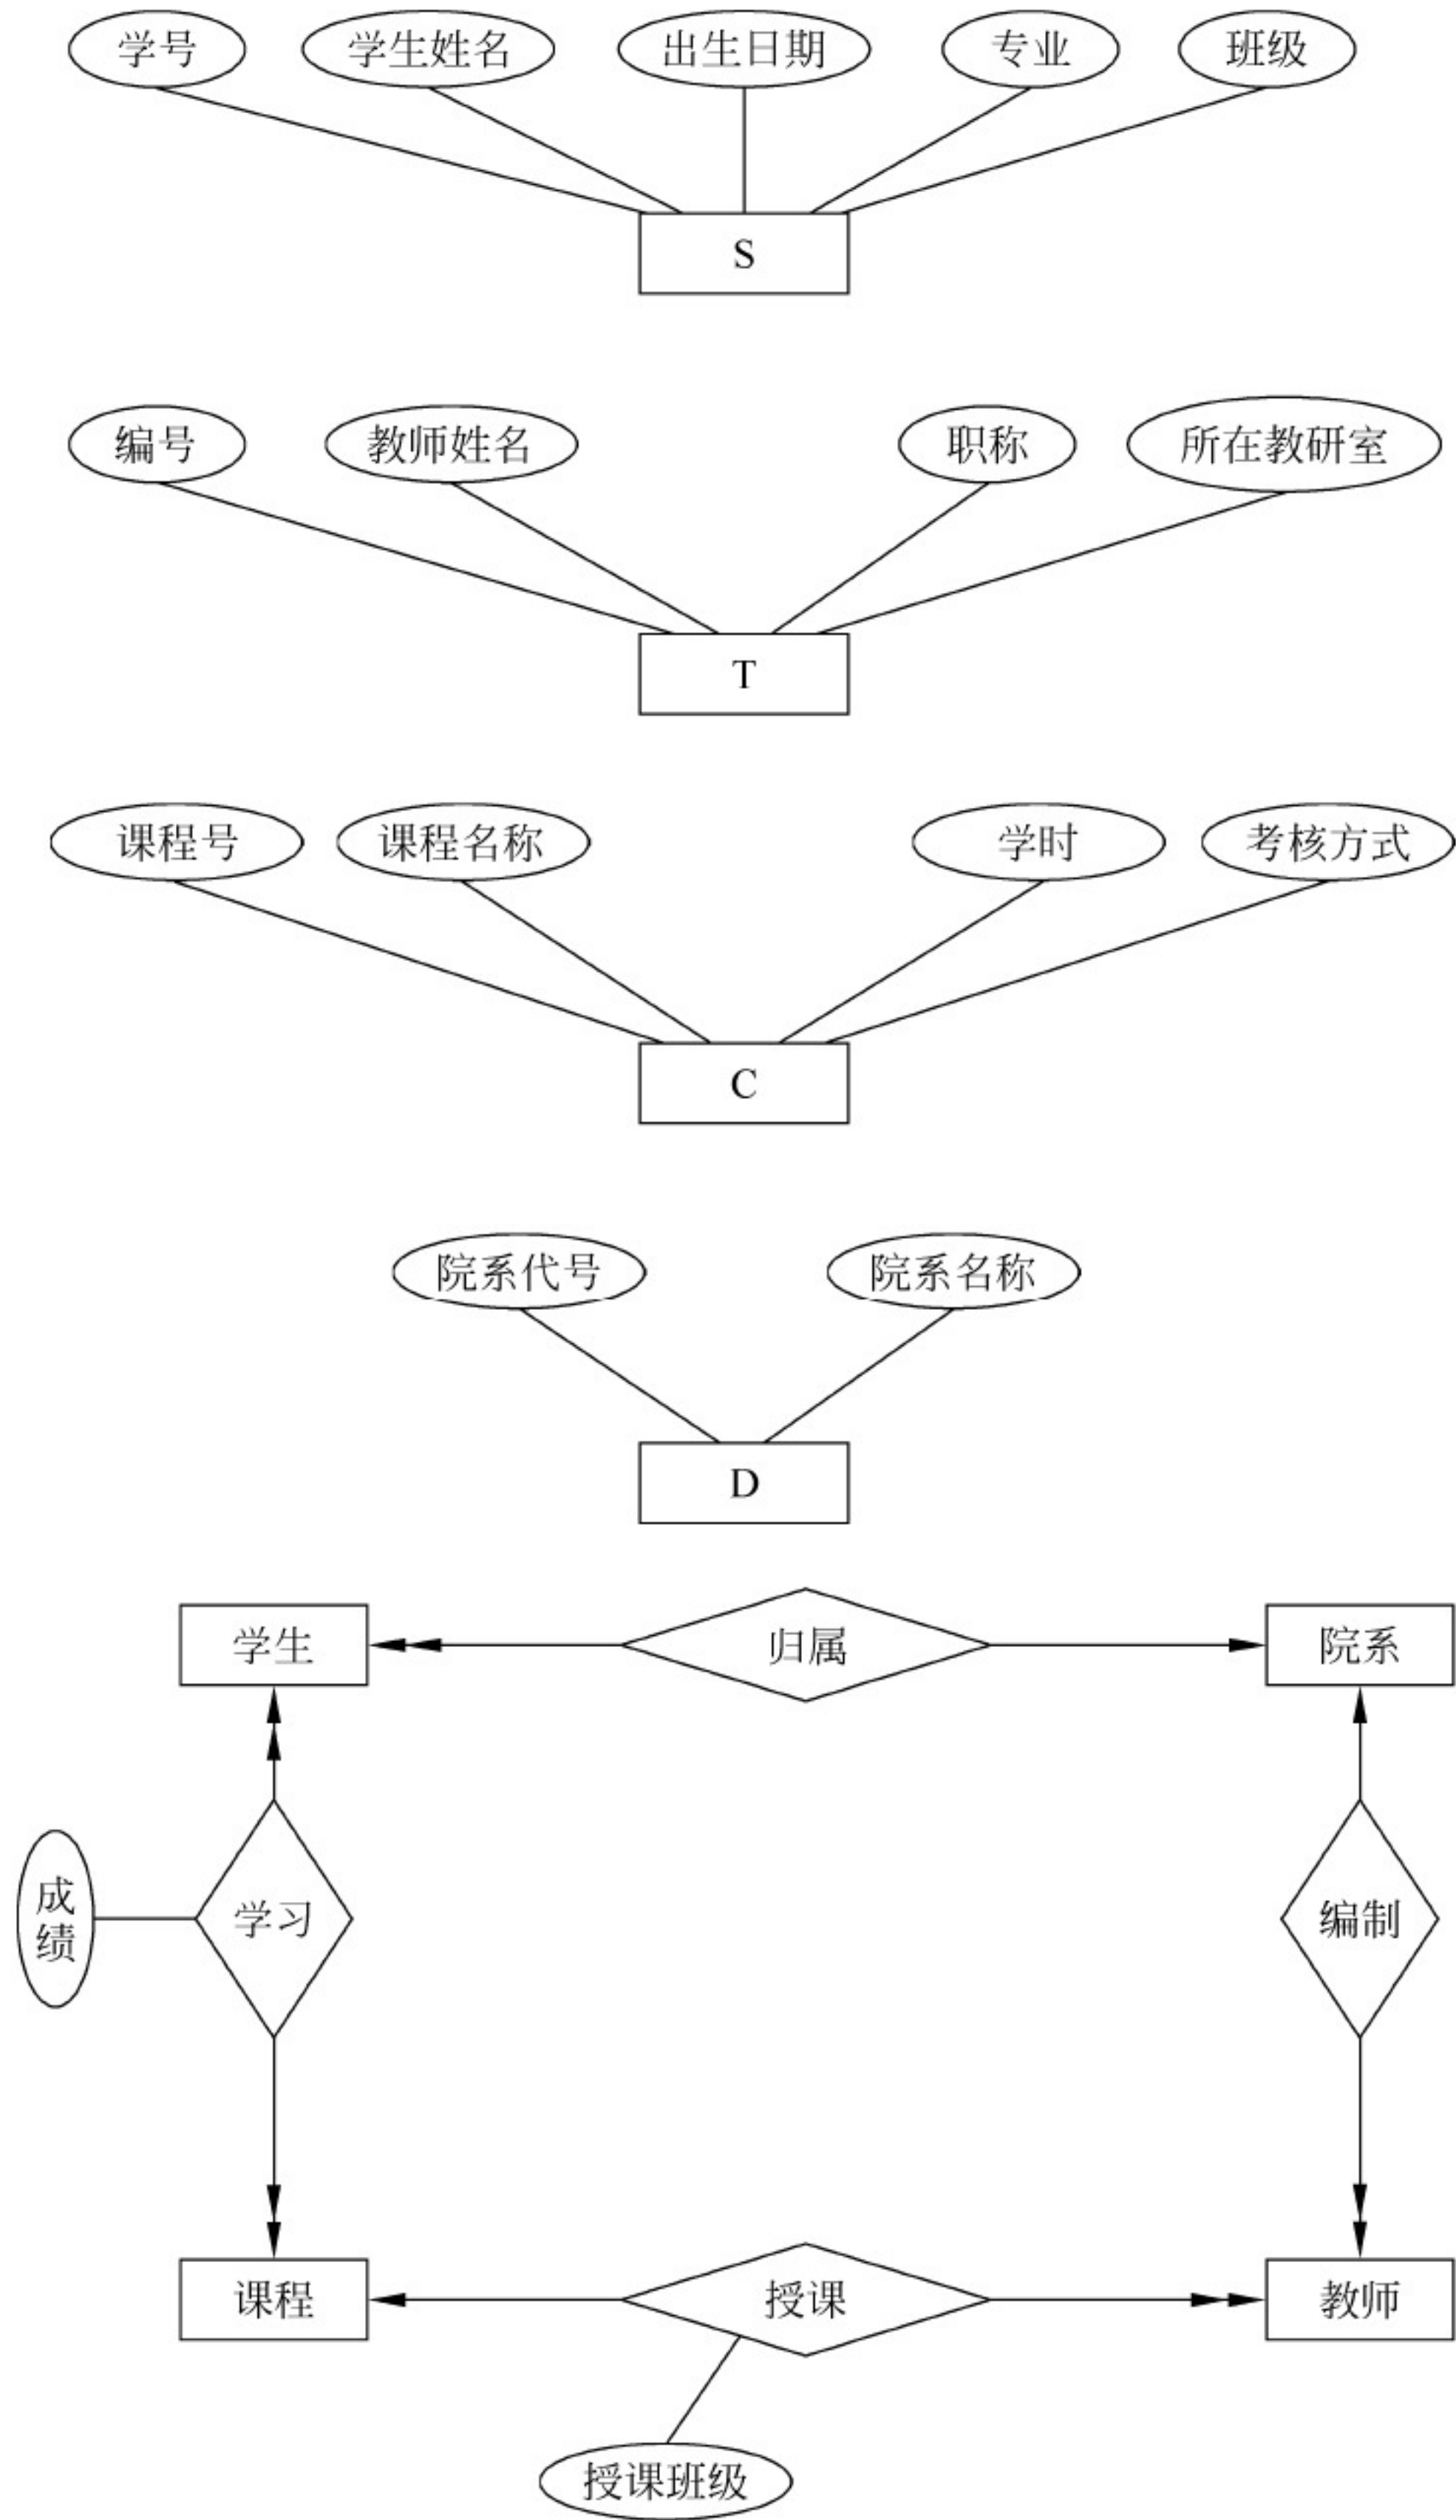 学号 学生姓名 出生日期 专业 班级
S
编号 教师姓名 职称 所在教研室
T
课程号 课程名称 学时 考核方式
C
院系代号 院系名称
D
学生 归属 院系
成
绩
学习 编制
课程 授课 教师
授课班级